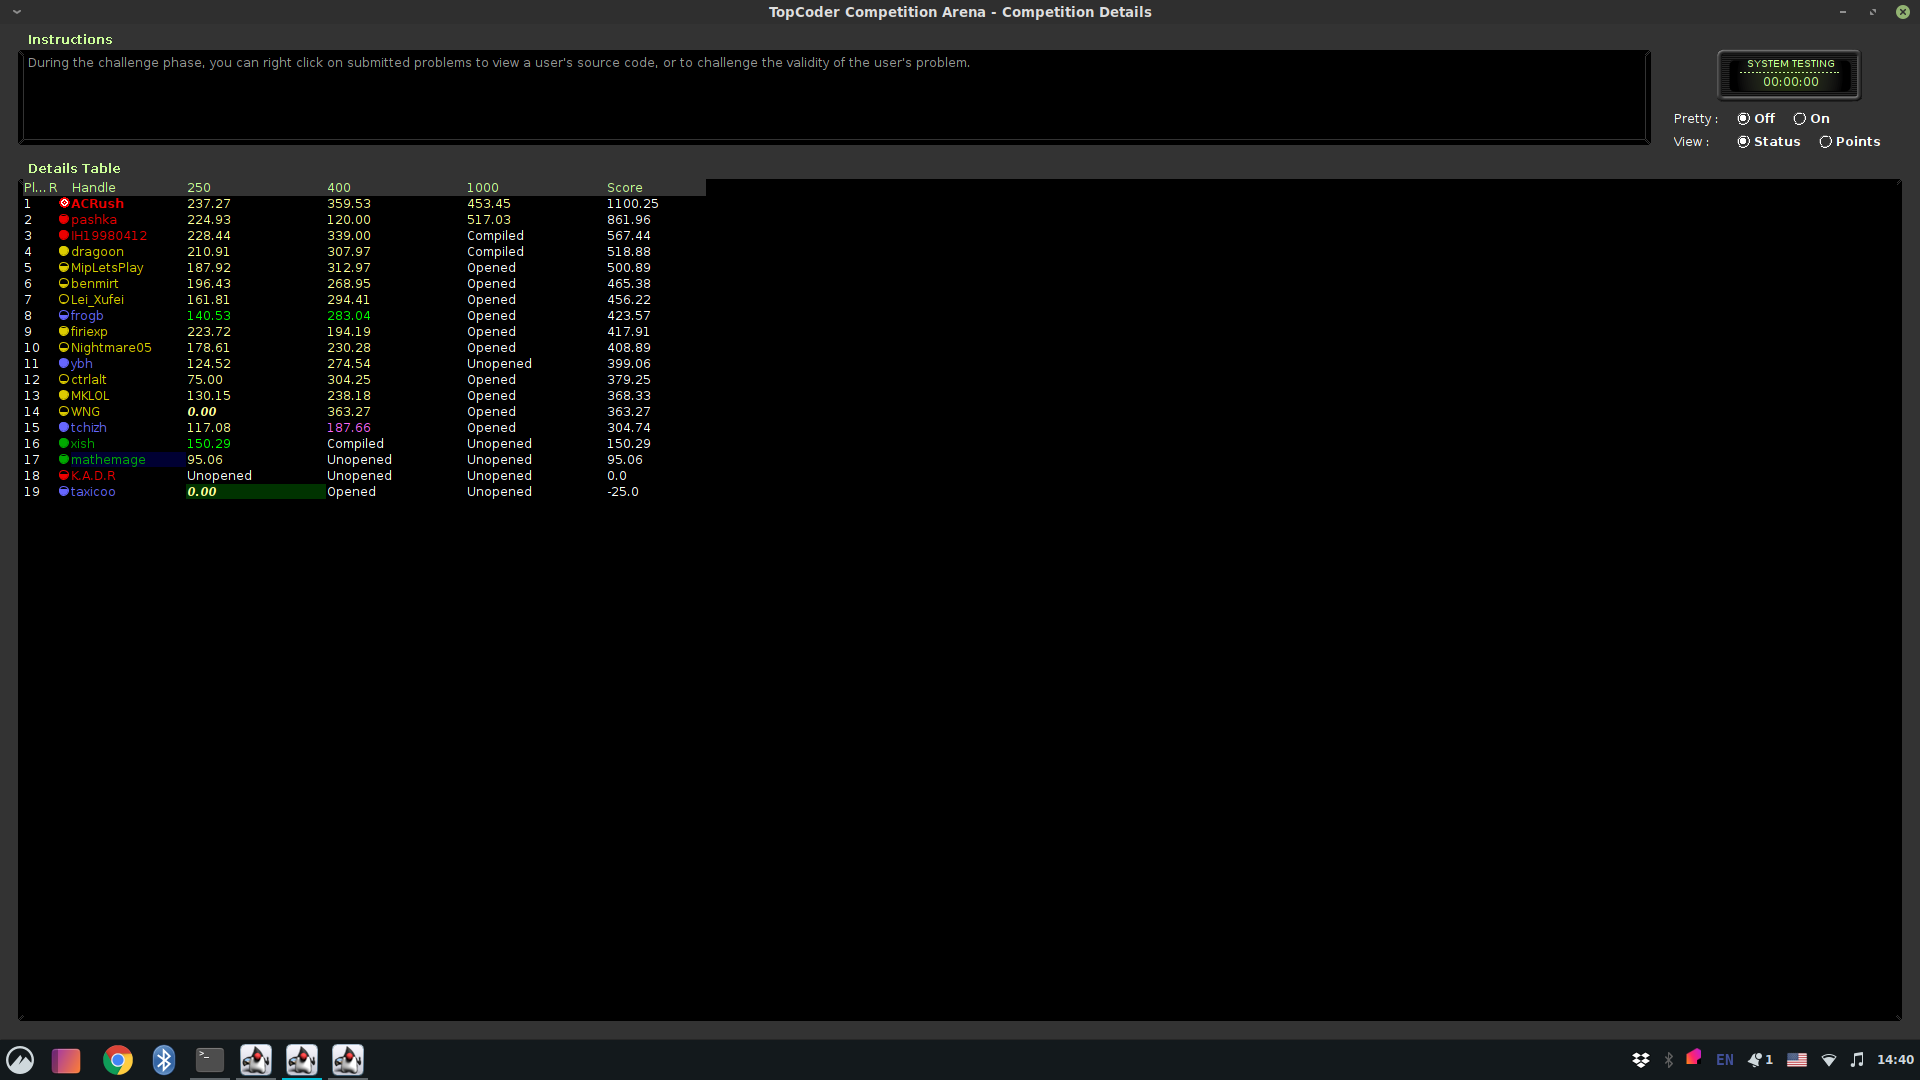 TopCoder Competition Arena - Competition Details
Instructions
During the challenge phase, you can right click on submitted problems to view a user's source code, or to challenge the validity of the user's problem.
SYSTEM TESTING
00:00:00
Pretty : Off On
View : Status Points
Details Table
Pl... R Handle 250 400 1000 Score
1 ACRush 237.27 359.53 453.45 1100.25
2 pashka 224.93 120.00 517.03 861.96
3 IH19980412 228.44 339.00 Compiled 567.44
4 dragoon 210.91 307.97 Compiled 518.88
5 MipLetsPlay 187.92 312.97 Opened 500.89
6 benmirt 196.43 268.95 Opened 465.38
7 Lei_Xufei 161.81 294.41 Opened 456.22
8 frogb 140.53 283.04 Opened 423.57
9 firiexp 223.72 194.19 Opened 417.91
10 Nightmare05 178.61 230.28 Opened 408.89
11 ybh 124.52 274.54 Unopened 399.06
12 ctrlalt 75.00 304.25 Opened 379.25
13 MKLOL 130.15 238.18 Opened 368.33
14 WNG 0.00 363.27 Opened 363.27
15 tchizh 117.08 187.66 Opened 304.74
16 xish 150.29 Compiled Unopened 150.29
17 mathemage 95.06 Unopened Unopened 95.06
18 K.A.D.R Unopened Unopened Unopened 0.0
19 taxicoo 0.00 Opened Unopened -25.0
EN 1 14:40